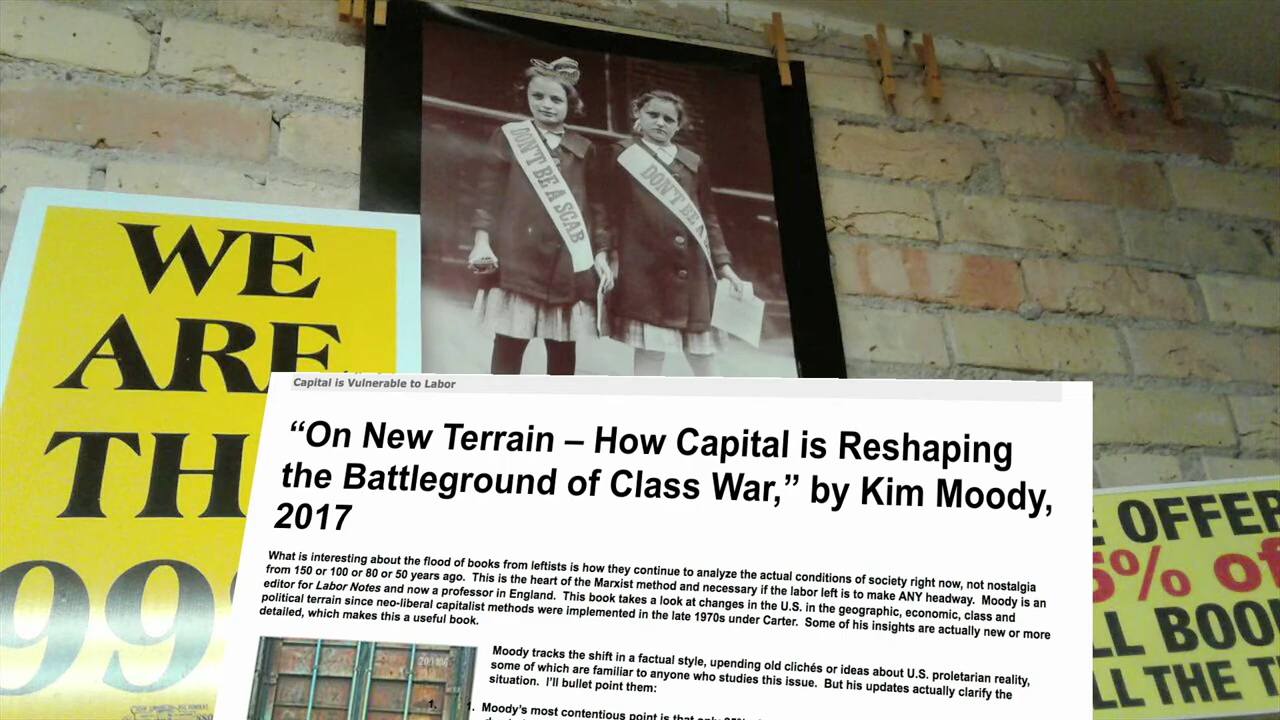 WE
ARE
TH
99
DON'T BE A SCAB
DON'T BE A
Capital is Vulnerable to Labor
“On New Terrain – How Capital is Reshaping
the Battleground of Class War,” by Kim Moody,
2017
What is interesting about the flood of books from leftists is how they continue to analyze the actual conditions of society right now, not nostalgia
from 150 or 100 or 80 or 50 years ago.  This is the heart of the Marxist method and necessary if the labor left is to make ANY headway.  Moody is an
editor for Labor Notes and now a professor in England.  This book takes a look at changes in the U.S. in the geographic, economic, class and
political terrain since neo-liberal capitalist methods were implemented in the late 1970s under Carter.  Some of his insights are actually new or more
detailed, which makes this a useful book.
Moody tracks the shift in a factual style, upending old clichés or ideas about U.S. proletarian reality,
some of which are familiar to anyone who studies this issue.  But his updates actually clarify the
situation.  I’ll bullet point them:
1.
Moody’s most contentious point is that only
E OFFER
5% of
LL BOO
LL THE T